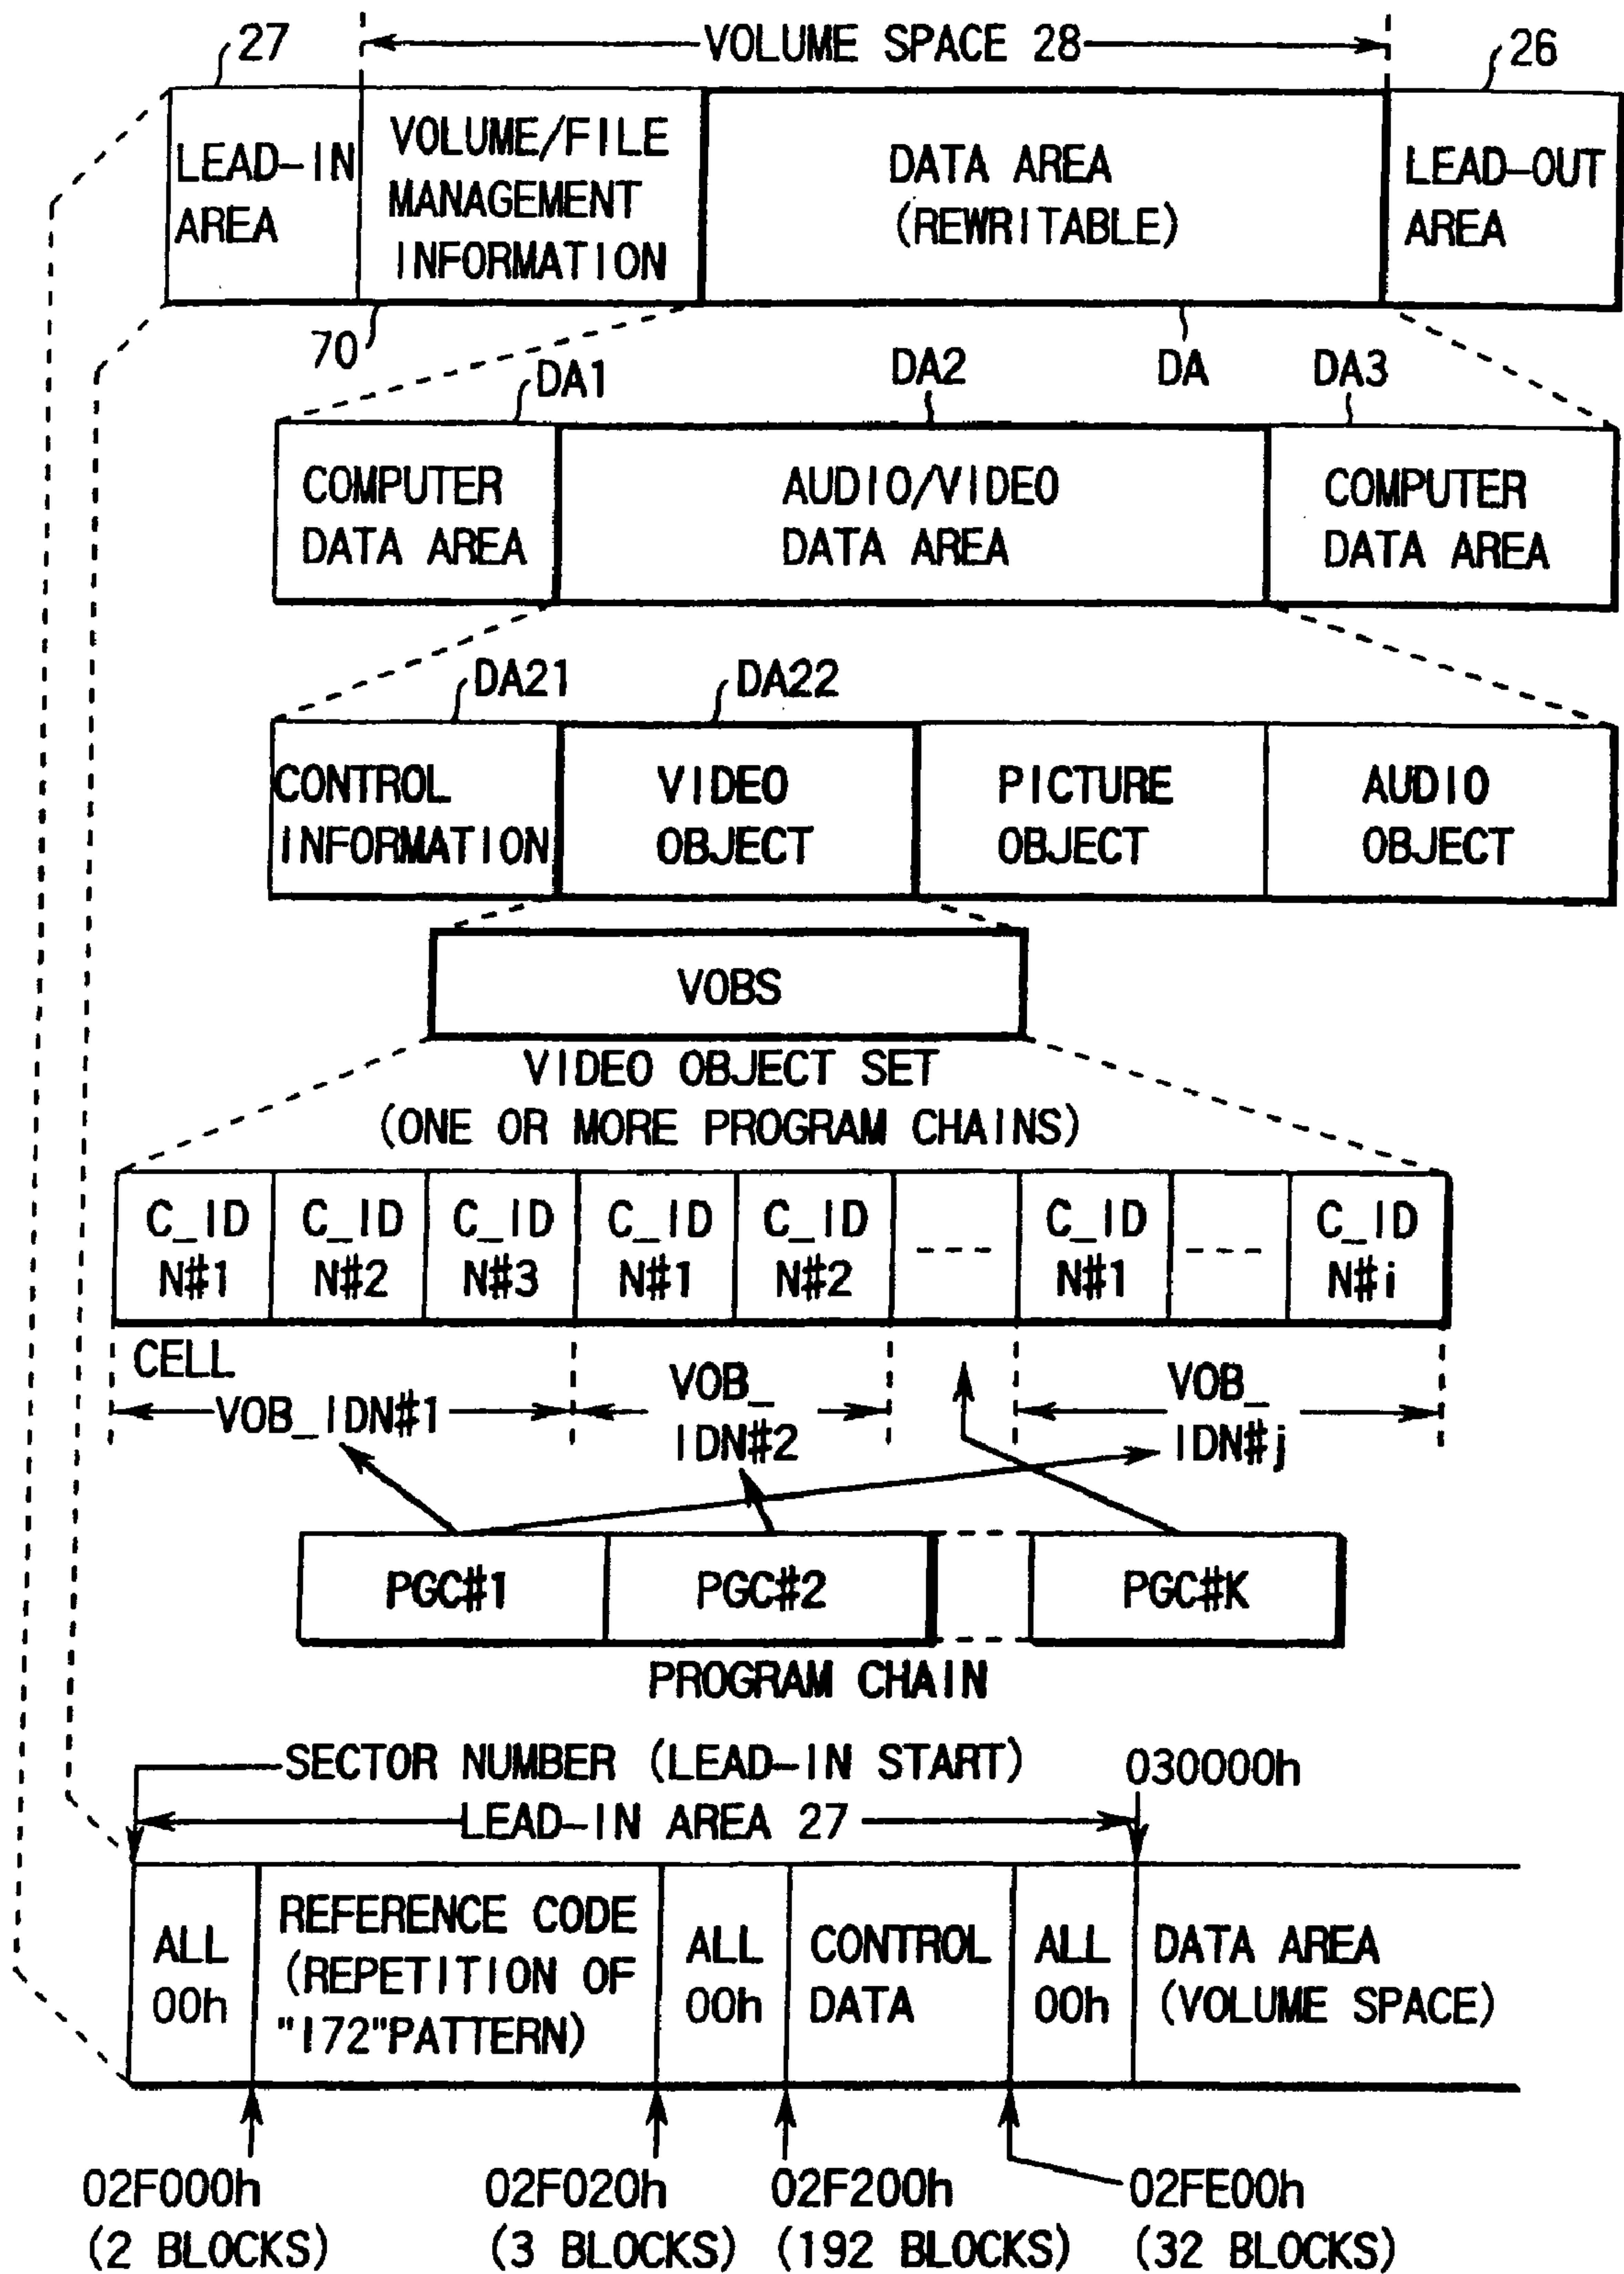 27
VOLUME SPACE 28
26
LEAD-IN
AREA
VOLUME/FILE
MANAGEMENT
INFORMATION
DATA AREA
(REWRITABLE)
LEAD-OUT
AREA
70
DA1
DA2
DA
DA3
COMPUTER
DATA AREA
AUDIO/VIDEO
DATA AREA
COMPUTER
DATA AREA
DA21
DA22
CONTROL
INFORMATION
VIDEO
OBJECT
PICTURE
OBJECT
AUDIO
OBJECT
VOBS
VIDEO OBJECT SET
(ONE OR MORE PROGRAM CHAINS)
C_ID
N#1
C_ID
N#2
C_ID
N#3
C_ID
N#1
C_ID
N#2
----
C_ID
N#1
---
C_ID
N#i
CELL
VOB_IDN#1
VOB_
IDN#2
VOB_
IDN#j
PGC#1
PGC#2
PGC#K
PROGRAM CHAIN
SECTOR NUMBER (LEAD-IN START)
030000h
LEAD-IN AREA 27
ALL
00h
REFERENCE CODE
(REPETITION OF
"172"PATTERN)
ALL
00h
CONTROL
DATA
ALL
00h
DATA AREA
(VOLUME SPACE)
02F000h
(2 BLOCKS)
02F020h
(3 BLOCKS)
02F200h
(192 BLOCKS)
02FE00h
(32 BLOCKS)